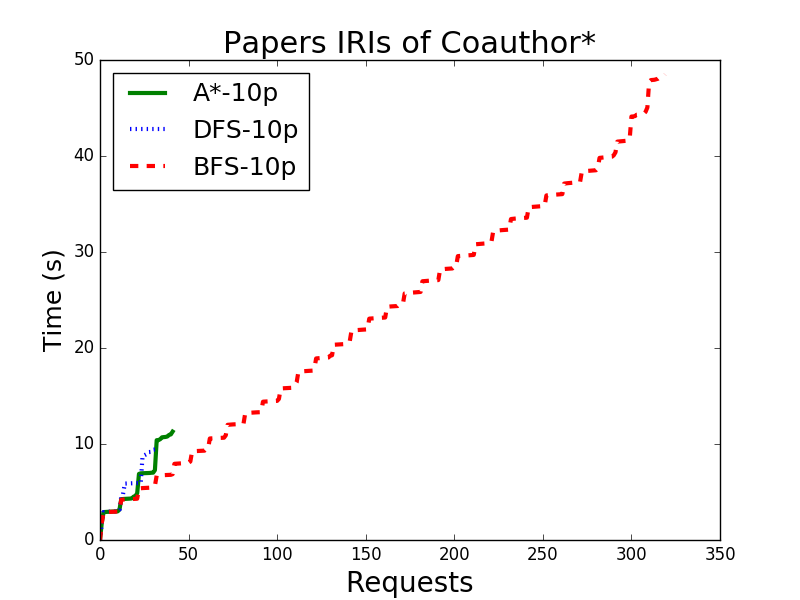 Papers IRIs of Coauthor*
A*-10p
DFS-10p
BFS-10p
Time (s)
50
40
30
20
10
0
0 50 100 150 200 250 300 350
Requests